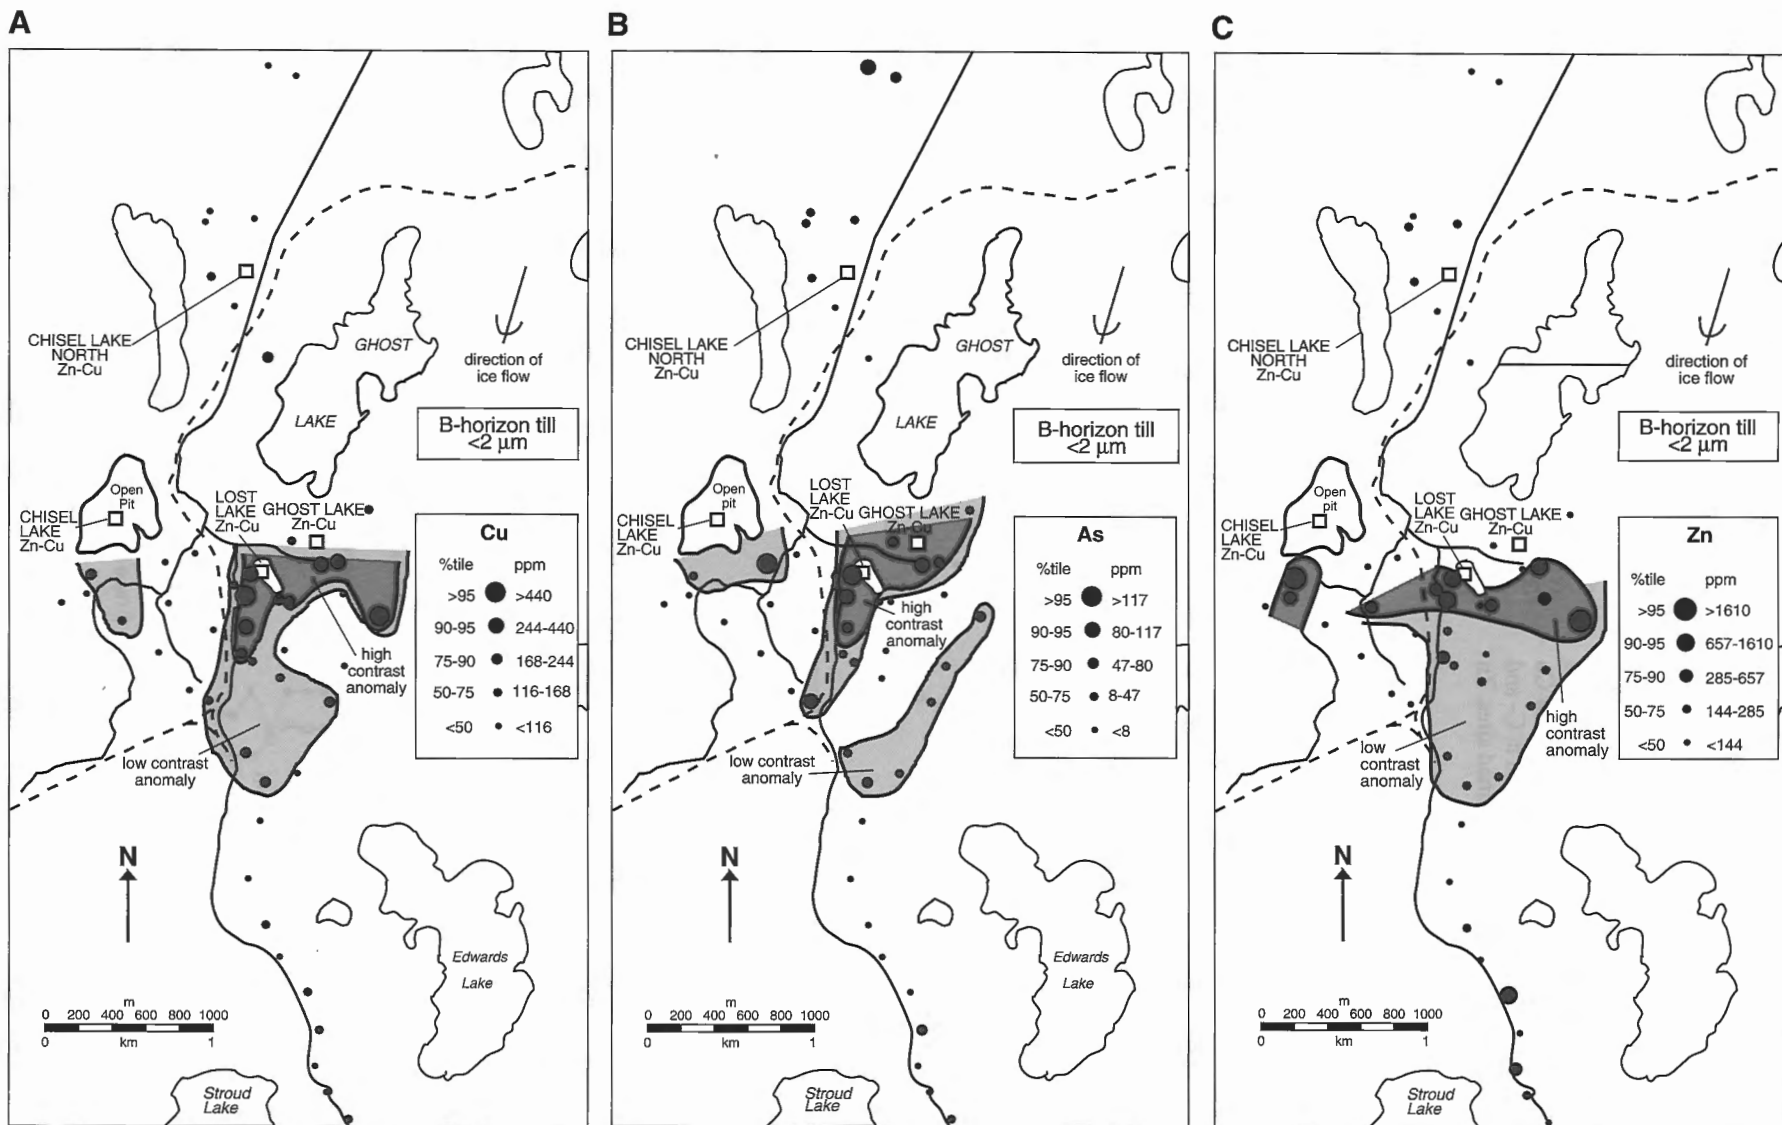 A
CHISEL LAKE
NORTH
Zn-Cu
GHOST
LAKE
direction of
ice flow
B-horizon till
<2 µm
Open
Pit
CHISEL
LAKE
Zn-Cu
LOST
LAKE
Zn-Cu
GHOST LAKE
Zn-Cu
Cu
%tile ppm
>95 >440
90-95 244-440
75-90 168-244
50-75 116-168
<50 <116
high
contrast
anomaly
low contrast
anomaly
N
Edwards
Lake
m
0 200 400 600 800 1000
0 km 1
Stroud
Lake
B
CHISEL LAKE
NORTH
Zn-Cu
GHOST
LAKE
direction of
ice flow
B-horizon till
<2 µm
Open
pit
CHISEL
LAKE
Zn-Cu
LOST
LAKE
Zn-Cu
GHOST LAKE
Zn-Cu
As
%tile ppm
>95 >117
90-95 80-117
75-90 47-80
50-75 8-47
<50 <8
high
contrast
anomaly
low contrast
anomaly
N
Edwards
Lake
m
0 200 400 600 800 1000
0 km 1
Stroud
Lake
C
CHISEL LAKE
NORTH
Zn-Cu
direction of
ice flow
B-horizon till
<2 µm
Open
pit
CHISEL
LAKE
Zn-Cu
LOST
LAKE
Zn-Cu
GHOST LAKE
Zn-Cu
Zn
%tile ppm
>95 >1610
90-95 657-1610
75-90 285-657
50-75 144-285
<50 <144
high
contrast
anomaly
low
contrast
anomaly
N
Edwards
Lake
m
0 200 400 600 800 1000
0 km 1
Stroud
Lake